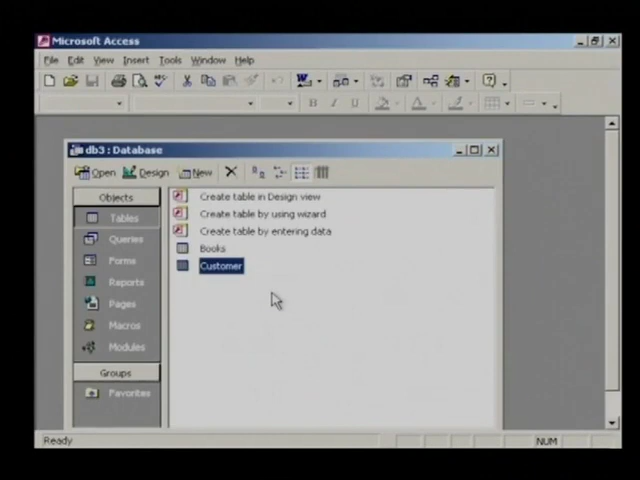 Microsoft Access
File Edit View Insert Tools Window Help
B I U A
db3 : Database
Open Design New
Objects
Create table in Design view
Create table by using wizard
Tables
Create table by entering data
Queries
Books
Forms
Customer
Reports
Pages
Macros
Modules
Groups
Favorites
Ready
NUM